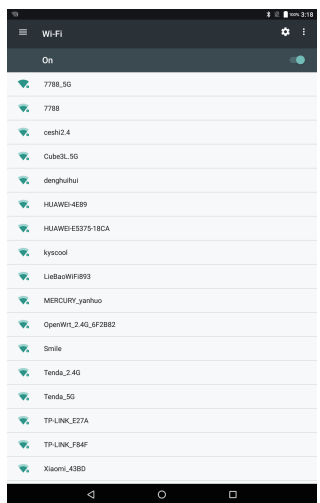 100% 3:18
Wi-Fi
On
7788_5G
7788
ceshi2.4
Cube3L.5G
denghuihui
HUAWEI-4E89
HUAWEI-E5375-18CA
kyscool
LieBaoWiFi893
MERCURY_yanhuo
OpenWrt_2.4G_6F2B82
Smile
Tenda_2.4G
Tenda_5G
TP-LINK_E27A
TP-LINK_F84F
Xiaomi_43BD